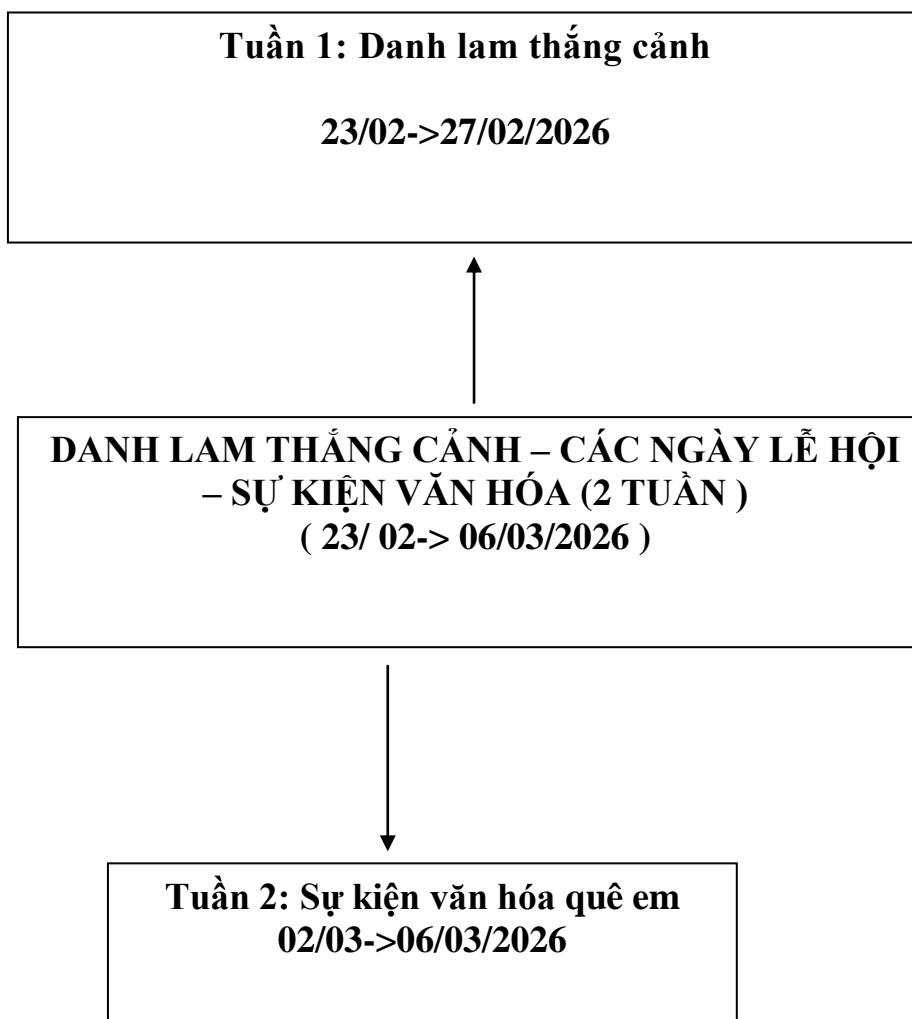 Tuần 1: Danh lam thắng cảnh
23/02->27/02/2026
DANH LAM THẮNG CẢNH – CÁC NGÀY LỄ HỘI
– SỰ KIỆN VĂN HÓA (2 TUẦN )
( 23/ 02-> 06/03/2026 )
Tuần 2: Sự kiện văn hóa quê em
02/03->06/03/2026